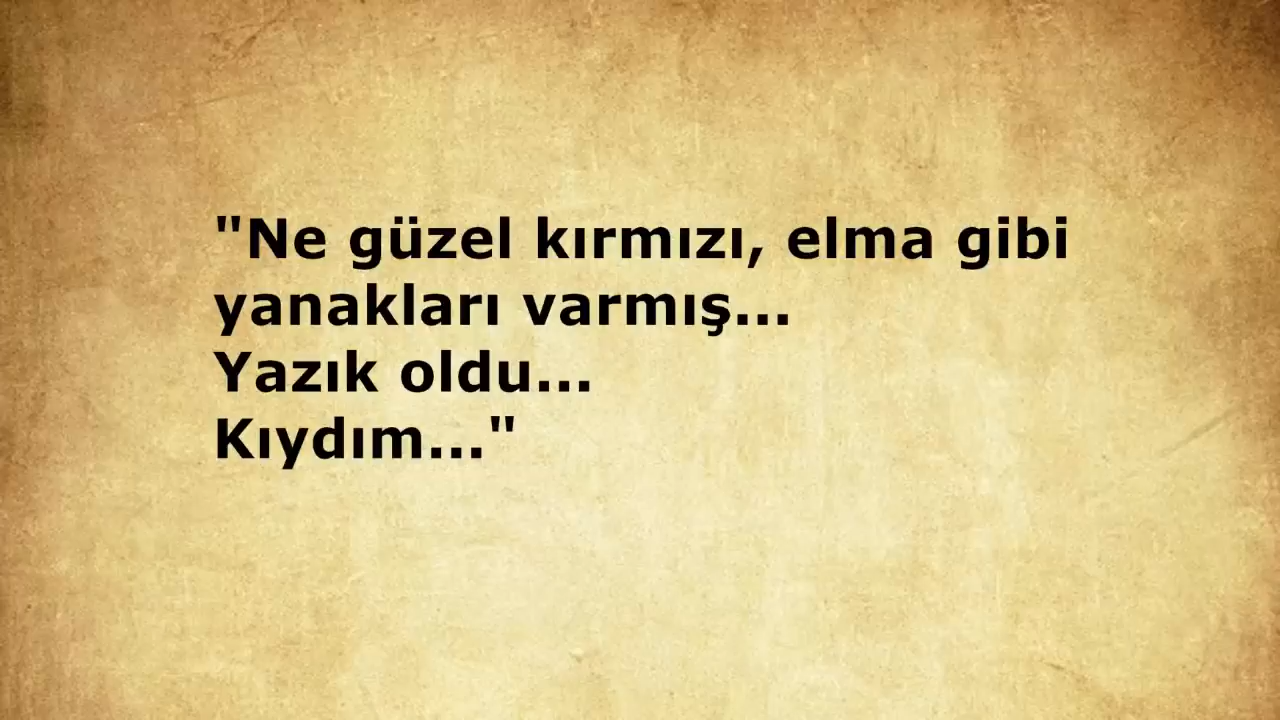 "Ne güzel kırmızı, elma gibi
yanakları varmış...
Yazık oldu...
Kıydım..."